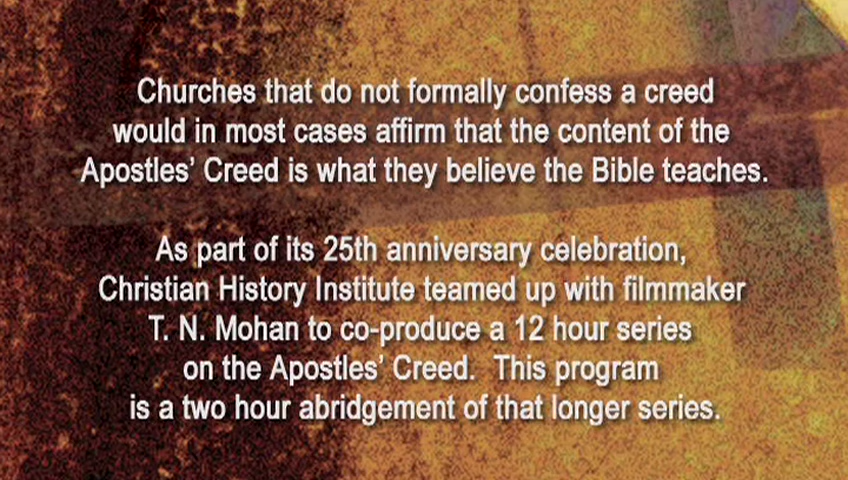 Churches that do not formally confess a creed
would in most cases affirm that the content of the
Apostles’ Creed is what they believe the Bible teaches.
As part of its 25th anniversary celebration,
Christian History Institute teamed up with filmmaker
T. N. Mohan to co-produce a 12 hour series
on the Apostles’ Creed.  This program
is a two hour abridgement of that longer series.